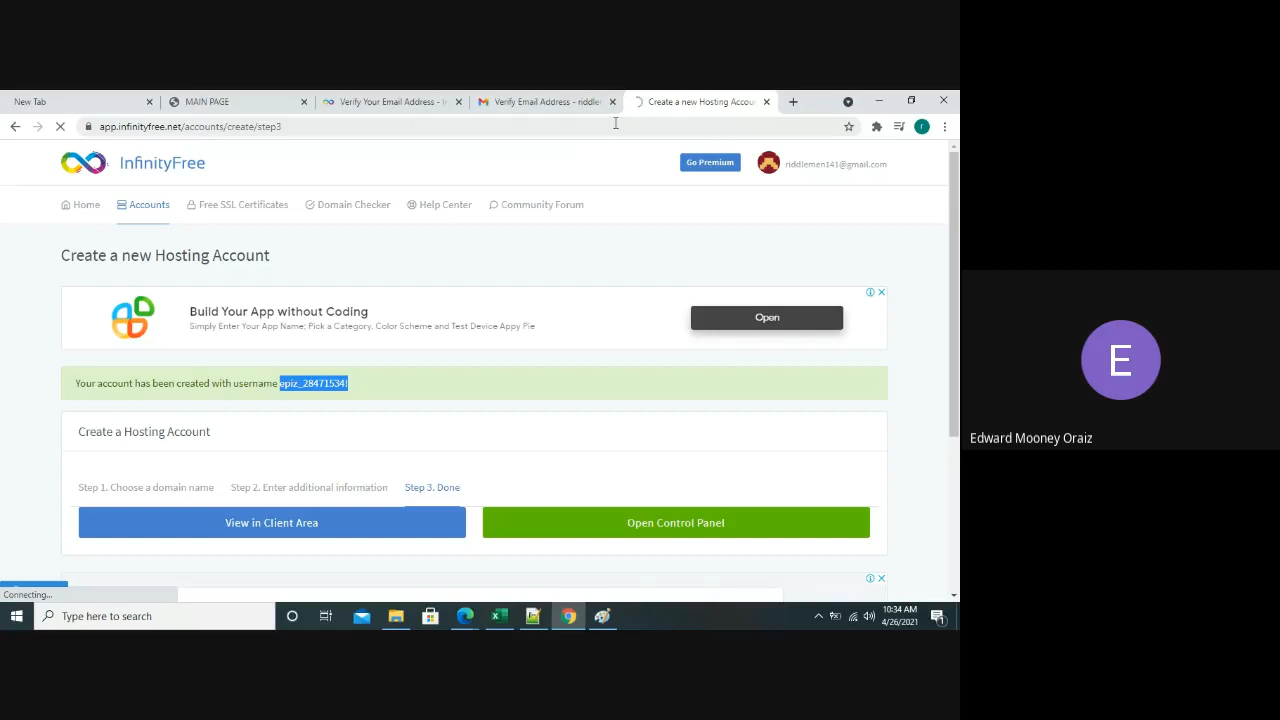 New Tab
MAIN PAGE
Verify Your Email Address - I
Verify Email Address - riddle
Create a new Hosting Accou
app.infinityfree.net/accounts/create/step3
r
InfinityFree
Go Premium
riddlemen141@gmail.com
Home
Accounts
Free SSL Certificates
Domain Checker
Help Center
Community Forum
Create a new Hosting Account
Build Your App without Coding
Simply Enter Your App Name; Pick a Category, Color Scheme and Test Device Appy Pie
Open
Your account has been created with username epiz_28471534!
Create a Hosting Account
Step 1. Choose a domain name
Step 2. Enter additional information
Step 3. Done
View in Client Area
Open Control Panel
Connecting...
Type here to search
10:34 AM
4/26/2021
1
E
Edward Mooney Oraiz